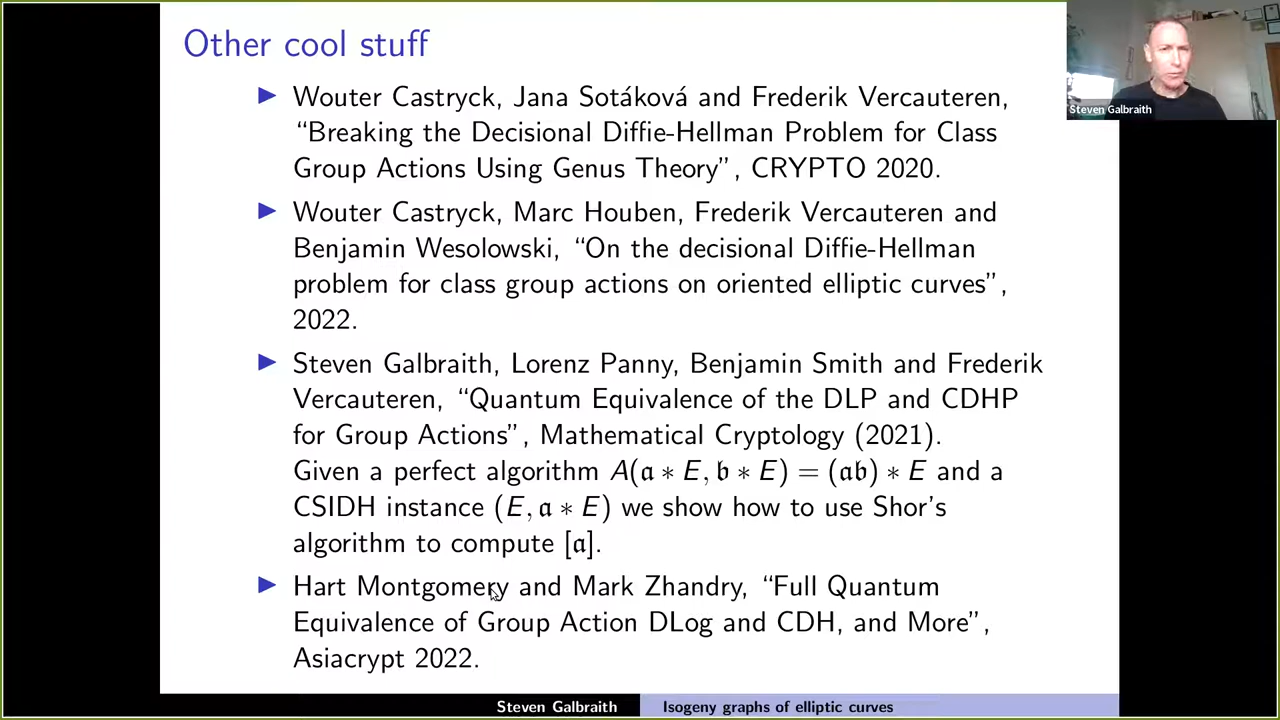 Other cool stuff
Wouter Castryck, Jana Sotáková and Frederik Vercauteren,
“Breaking the Decisional Diffie-Hellman Problem for Class
Group Actions Using Genus Theory”, CRYPTO 2020.
Wouter Castryck, Marc Houben, Frederik Vercauteren and
Benjamin Wesolowski, “On the decisional Diffie-Hellman
problem for class group actions on oriented elliptic curves”,
2022.
Steven Galbraith, Lorenz Panny, Benjamin Smith and Frederik
Vercauteren, “Quantum Equivalence of the DLP and CDHP
for Group Actions”, Mathematical Cryptology (2021).
Given a perfect algorithm A(𝔞 ∗ E, 𝔟 ∗ E) = (𝔞𝔟) ∗ E and a
CSIDH instance (E, 𝔞 ∗ E) we show how to use Shor’s
algorithm to compute [𝔞].
Hart Montgomery and Mark Zhandry, “Full Quantum
Equivalence of Group Action DLog and CDH, and More”,
Asiacrypt 2022.
Steven Galbraith
Isogeny graphs of elliptic curves
Steven Galbraith